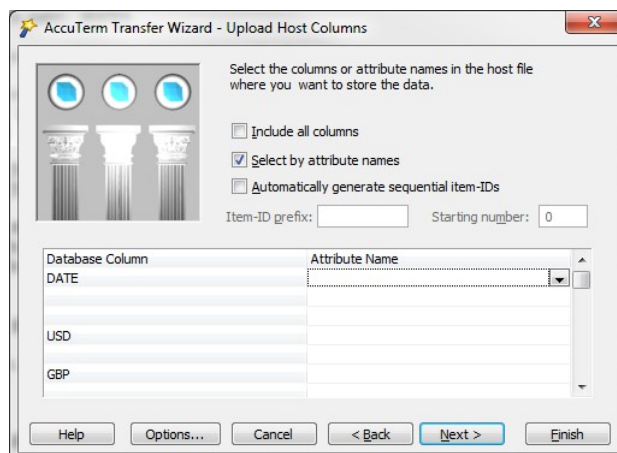 AccuTerm Transfer Wizard - Upload Host Columns
Select the columns or attribute names in the host file
where you want to store the data.
Include all columns
Select by attribute names
Automatically generate sequential item-IDs
Item-ID prefix: Starting number: 0
Database Column Attribute Name
DATE
USD
GBP
Help Options... Cancel < Back Next > Finish